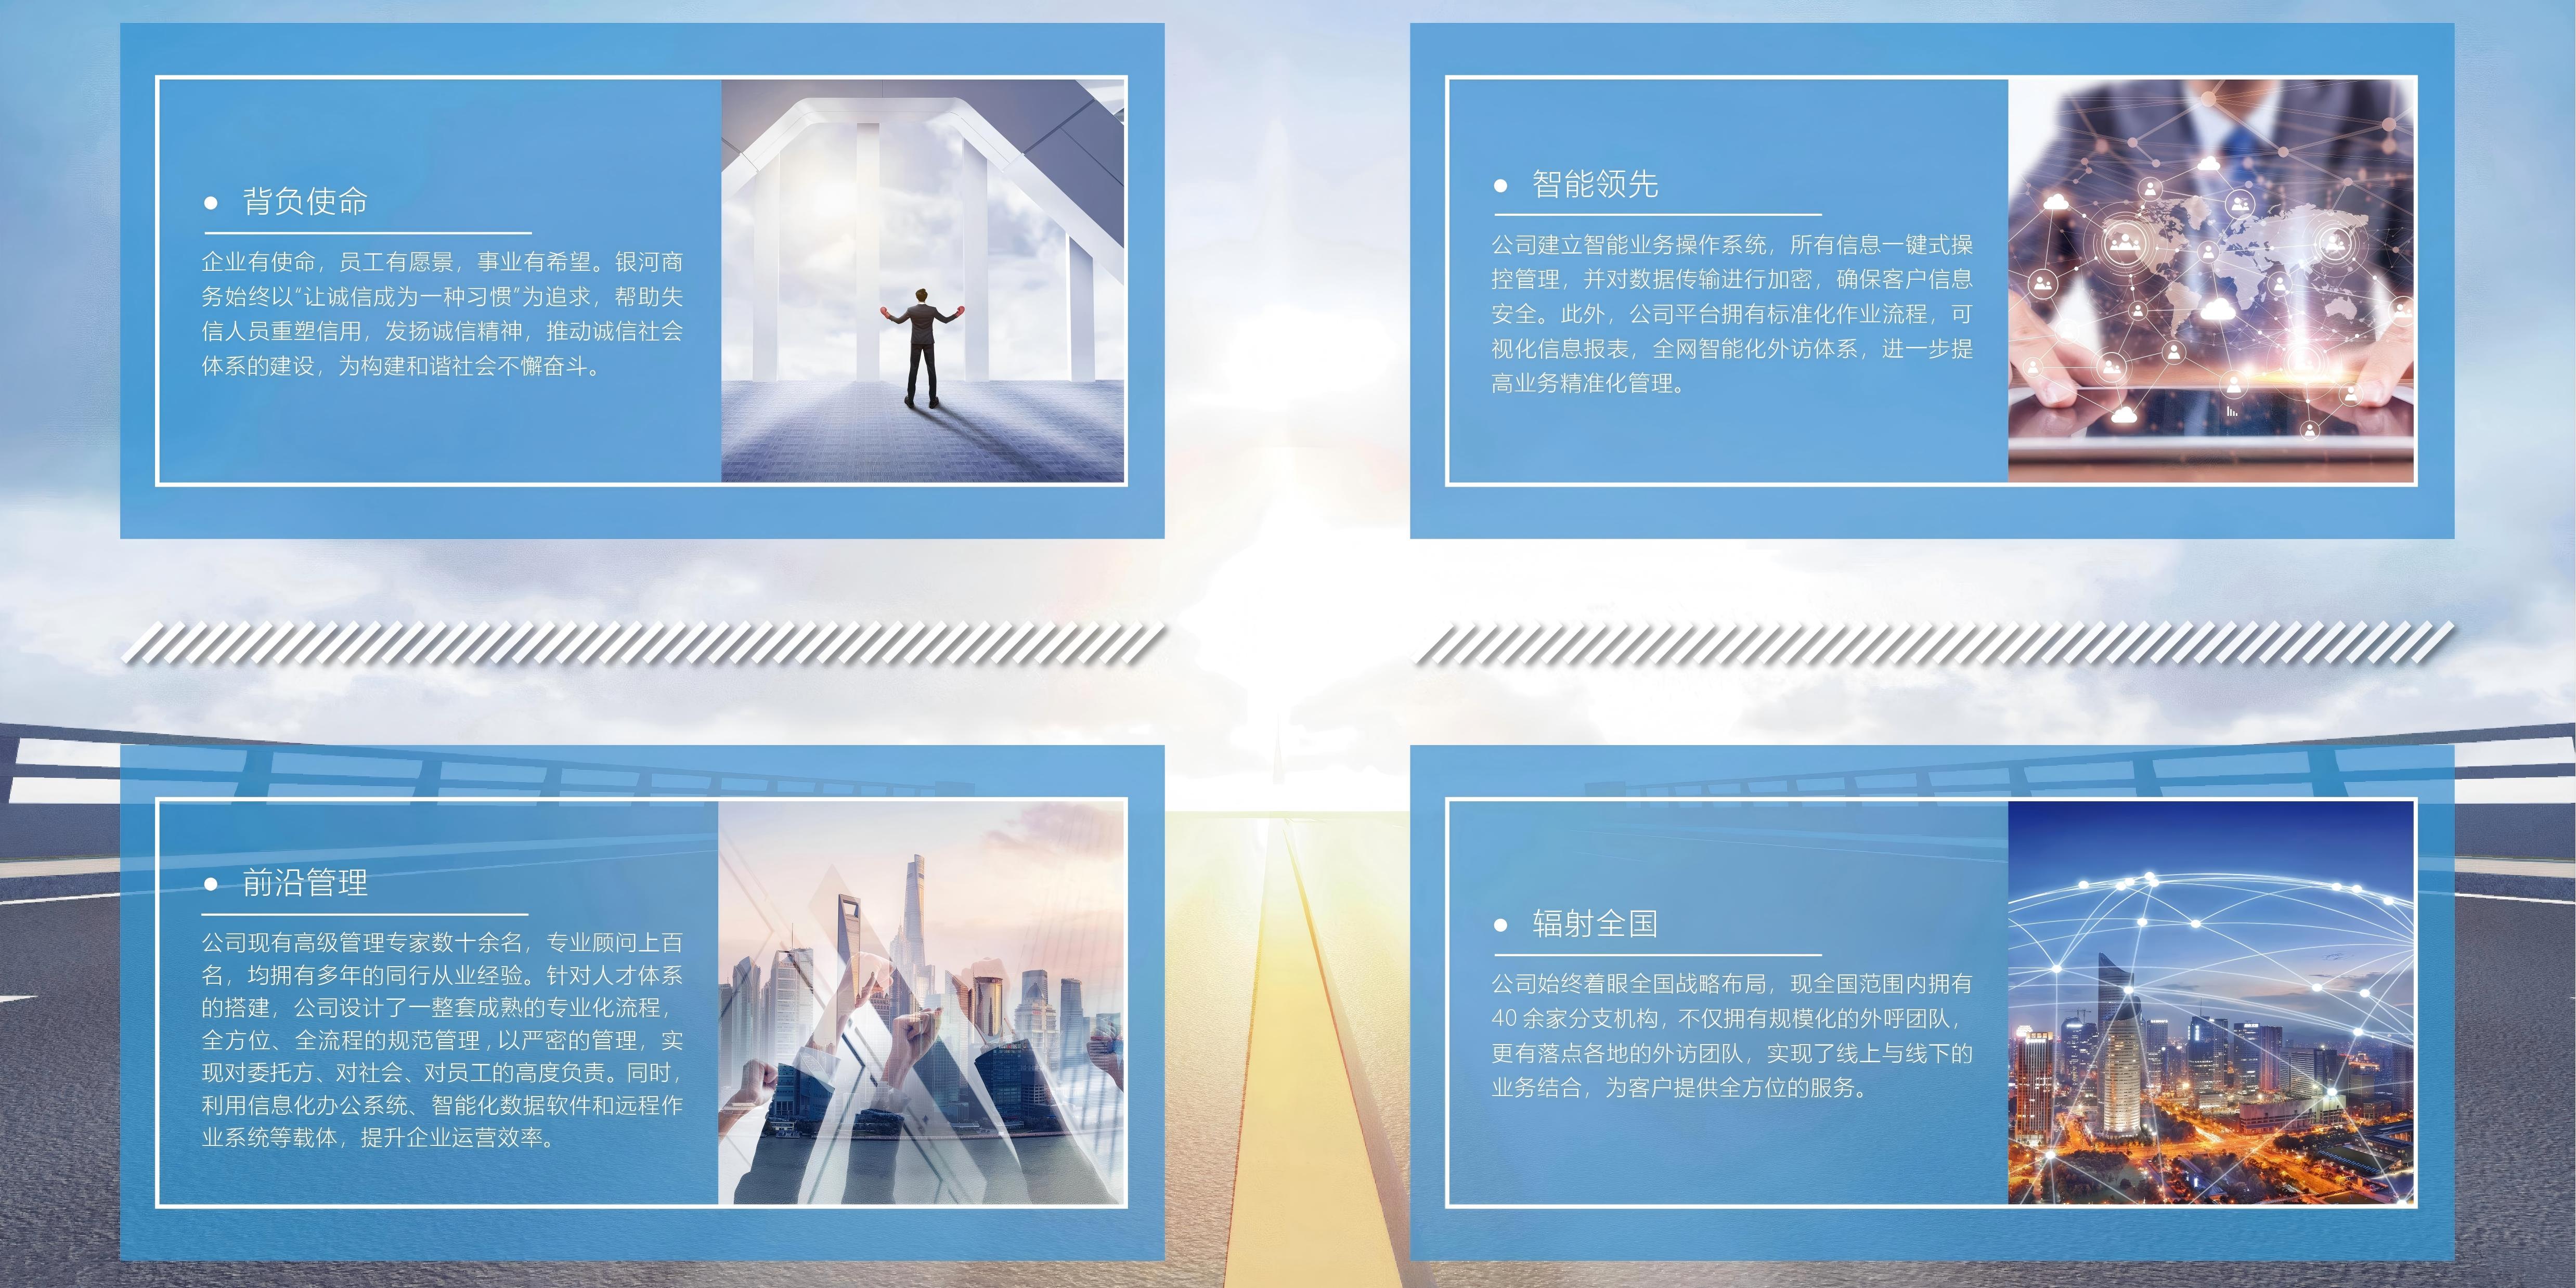 背负使命
企业有使命，员工有愿景，事业有希望。银河商
务始终以“让诚信成为一种习惯”为追求，帮助失
信人员重塑信用，发扬诚信精神，推动诚信社会
体系的建设，为构建和谐社会不懈奋斗。
智能领先
公司建立智能业务操作系统，所有信息一键式操
控管理，并对数据传输进行加密，确保客户信息
安全。此外，公司平台拥有标准化作业流程，可
视化信息报表，全网智能化外访体系，进一步提
高业务精准化管理。
前沿管理
公司现有高级管理专家数十余名，专业顾问上百
名，均拥有多年的同行从业经验。针对人才体系
的搭建，公司设计了一整套成熟的专业化流程，
全方位、全流程的规范管理,以严密的管理，实
现对委托方、对社会、对员工的高度负责。同时，
利用信息化办公系统、智能化数据软件和远程作
业系统等载体，提升企业运营效率。
辐射全国
公司始终着眼全国战略布局，现全国范围内拥有
40 余家分支机构，不仅拥有规模化的外呼团队，
更有落点各地的外访团队，实现了线上与线下的
业务结合，为客户提供全方位的服务。